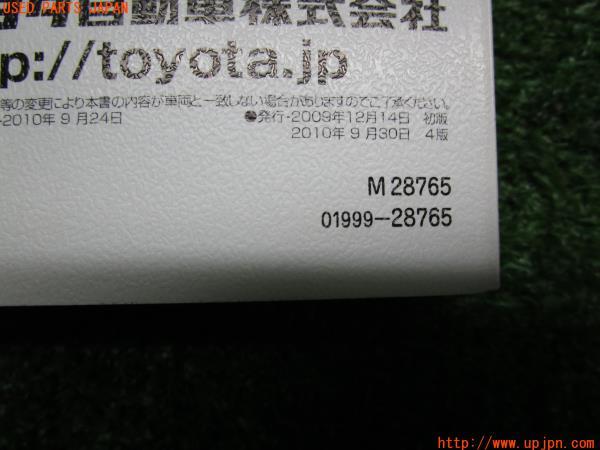 USED PARTS JAPAN
タ自動車株式会社
p://toyota.jp
等の変更により本書の内容が車両と一致しない場合がありますのでご了承ください。
-2010年9月24日
●発行-2009年12月14日 初版
2010年9月30日 4版
M 28765
01999-28765
http://www.upjpn.com/